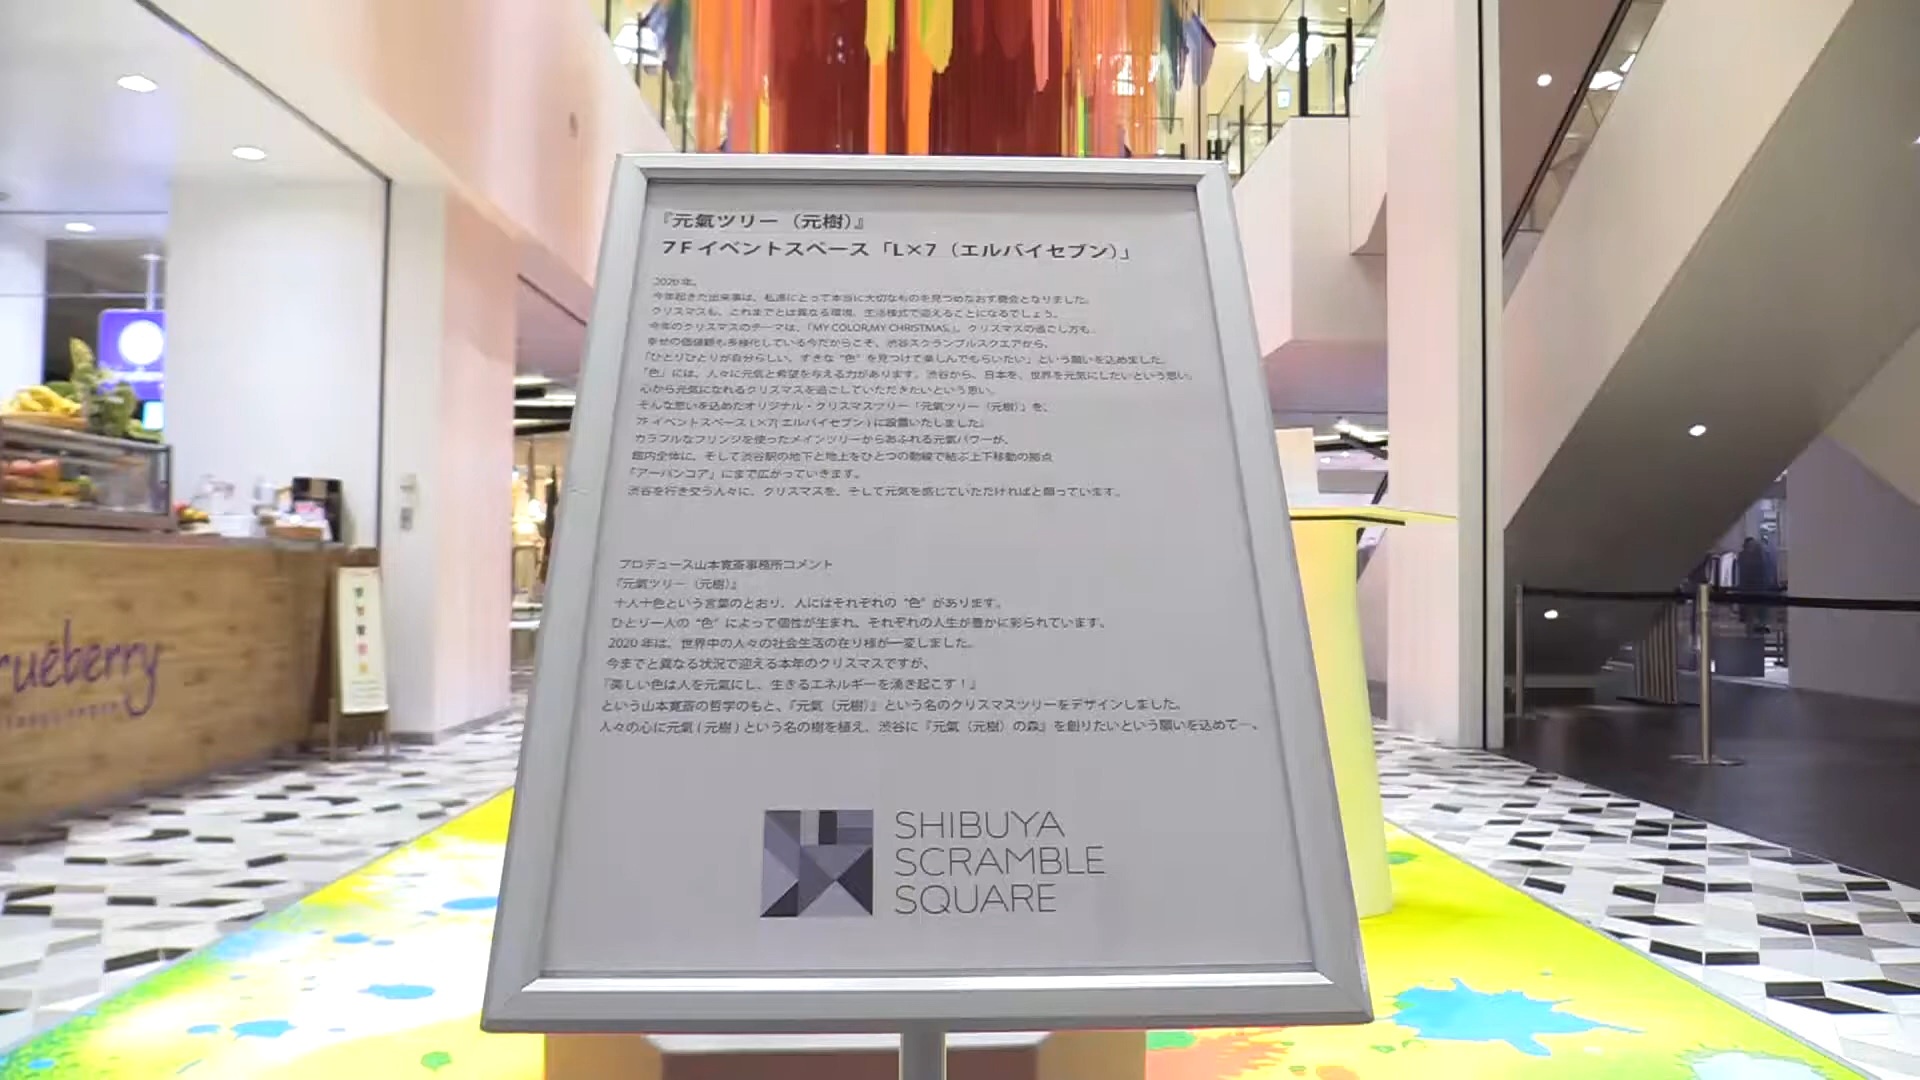 『元氣ツリー（元樹）』
7F イベントスペース「L×7（エルバイセブン）」
2020 年。
今年起きた出来事は、私達にとって本当に大切なものを見つめなおす機会となりました。
クリスマスも、これまでとは異なる環境、生活様式で迎えることになるでしょう。
今年のクリスマスのテーマは、「MY COLOR,MY CHRISTMAS.」。クリスマスの過ごし方も、
幸せの価値観も多様化している今だからこそ、渋谷スクランブルスクエアから、
「ひとりひとりが自分らしい、すきな “色” を見つけて楽しんでもらいたい」という願いを込めました。
「色」には、人々に元気と希望を与える力があります。渋谷から、日本を、世界を元気にしたいという思い。
心から元気になれるクリスマスを過ごしていただきたいという思い。
そんな思いを込めたオリジナル・クリスマスツリー「元氣ツリー（元樹）」を、
7F イベントスペース L×7( エルバイセブン ) に設置いたしました。
カラフルなフリンジを使ったメインツリーからあふれる元氣パワーが、
館内全体に、そして渋谷駅の地下と地上をひとつの動線で結ぶ上下移動の拠点
「アーバンコア」にまで広がっていきます。
渋谷を行き交う人々に、クリスマスを、そして元気を感じていただければと願っています。
プロデュース山本寛斎事務所コメント
『元氣ツリー（元樹）』
十人十色という言葉のとおり、人にはそれぞれの “色” があります。
ひとり一人の “色” によって個性が生まれ、それぞれの人生が豊かに彩られています。
2020 年は、世界中の人々の社会生活の在り様が一変しました。
今までと異なる状況で迎える本年のクリスマスですが、
『美しい色は人を元氣にし、生きるエネルギーを湧き起こす！』
という山本寛斎の哲学のもと、『元氣（元樹）』という名のクリスマスツリーをデザインしました。
人々の心に元氣 ( 元樹 ) という名の樹を植え、渋谷に『元氣（元樹）の森』を創りたいという願いを込めて…、
SHIBUYA
SCRAMBLE
SQUARE
rueberry